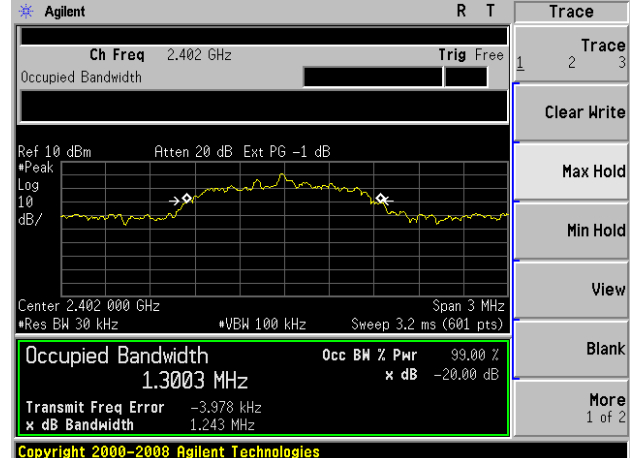 Agilent R T Trace
Ch Freq 2.402 GHz Trig Free
Occupied Bandwidth
Trace
1 2 3
Clear Write
Max Hold
Min Hold
View
Blank
More
1 of 2
Ref 10 dBm Atten 20 dB Ext PG -1 dB
#Peak
Log
10
dB/
Center 2.402 000 GHz Span 3 MHz
#Res BW 30 kHz #VBW 100 kHz Sweep 3.2 ms (601 pts)
Occupied Bandwidth Occ BW % Pwr 99.00 %
1.3003 MHz x dB -20.00 dB
Transmit Freq Error -3.978 kHz
x dB Bandwidth 1.243 MHz
Copyright 2000-2008 Agilent Technologies